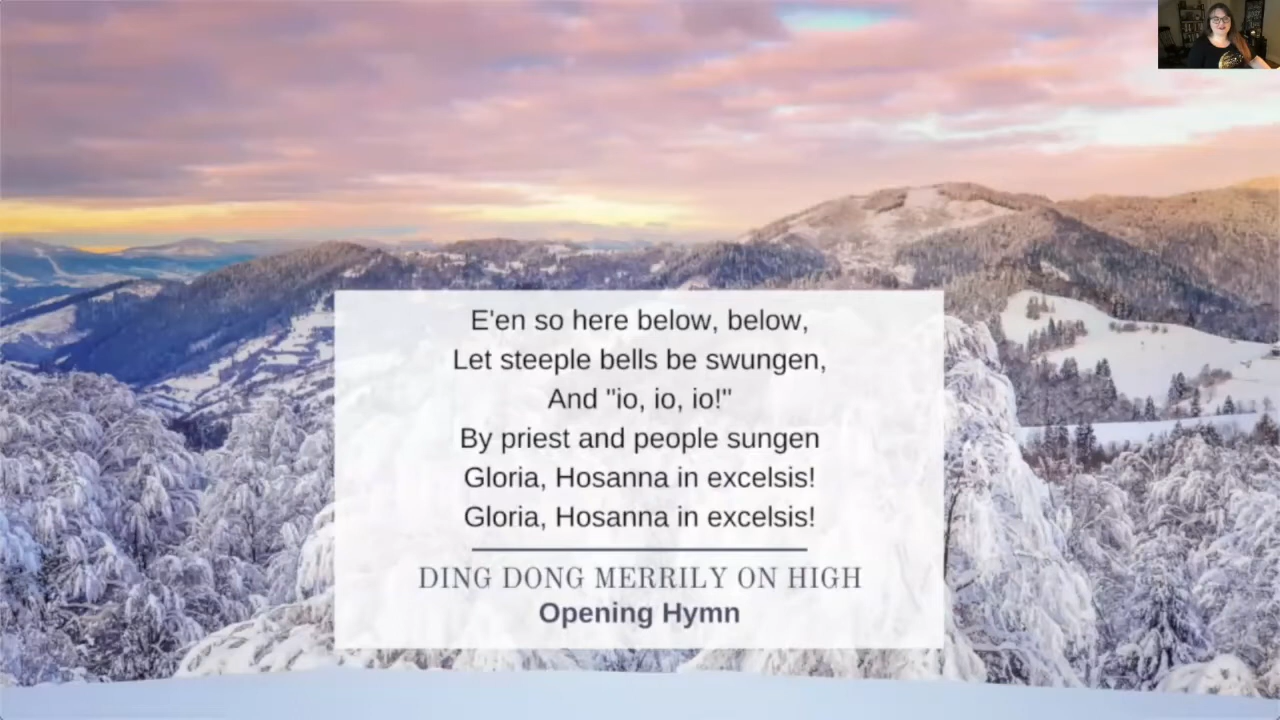 E'en so here below, below,
Let steeple bells be swungen,
And "io, io, io!"
By priest and people sungen
Gloria, Hosanna in excelsis!
Gloria, Hosanna in excelsis!
DING DONG MERRILY ON HIGH
Opening Hymn